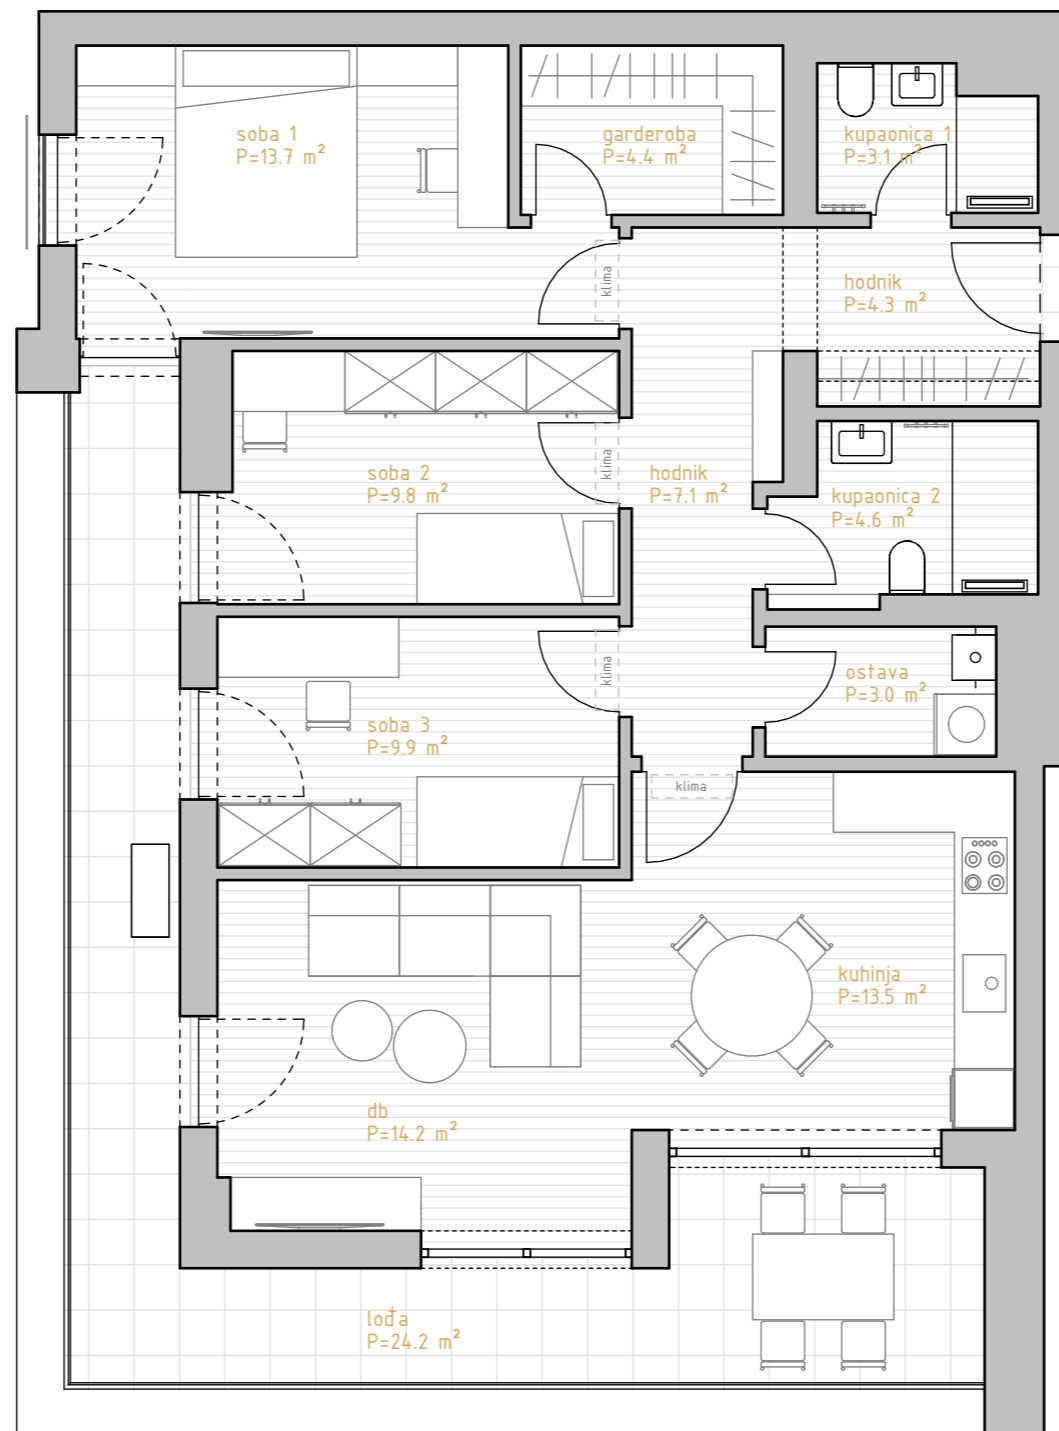 soba 1
P=13.7 m²
garderoba
P=4.4 m²
kupaonica 1
P=3.1 m²
klima
hodnik
P=4.3 m²
soba 2
P=9.8 m²
klima
hodnik
P=7.1 m²
kupaonica 2
P=4.6 m²
soba 3
P=9.9 m²
klima
ostava
P=3.0 m²
klima
kuhinja
P=13.5 m²
db
P=14.2 m²
lođa
P=24.2 m²